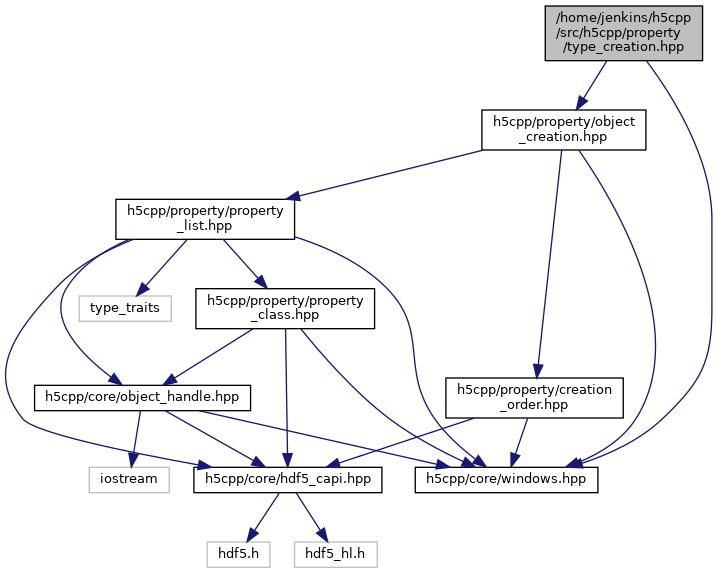 /home/jenkins/h5cpp
/src/h5cpp/property
/type_creation.hpp
h5cpp/property/object
_creation.hpp
h5cpp/property/property
_list.hpp
type_traits
h5cpp/property/property
_class.hpp
h5cpp/core/object_handle.hpp
h5cpp/property/creation
_order.hpp
iostream
h5cpp/core/hdf5_capi.hpp
h5cpp/core/windows.hpp
hdf5.h
hdf5_hl.h